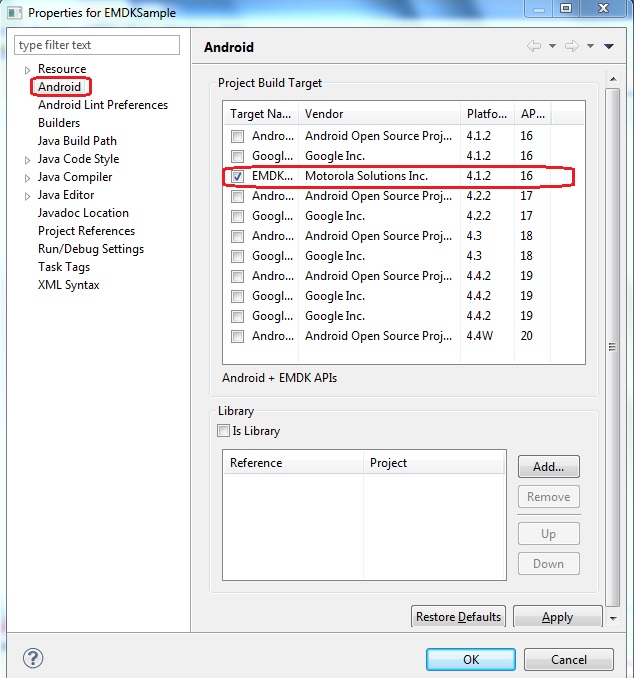 Properties for EMDKSample
type filter text
Resource
Android
Android Lint Preferences
Builders
Java Build Path
Java Code Style
Java Compiler
Java Editor
Javadoc Location
Project References
Run/Debug Settings
Task Tags
XML Syntax
Android
Project Build Target
Target Na... Vendor Platfo... AP...
Andro... Android Open Source Proj... 4.1.2 16
Googl... Google Inc. 4.1.2 16
EMDK... Motorola Solutions Inc. 4.1.2 16
Andro... Android Open Source Proj... 4.2.2 17
Googl... Google Inc. 4.2.2 17
Andro... Android Open Source Proj... 4.3 18
Googl... Google Inc. 4.3 18
Andro... Android Open Source Proj... 4.4.2 19
Googl... Google Inc. 4.4.2 19
Googl... Google Inc. 4.4.2 19
Andro... Android Open Source Proj... 4.4W 20
Android + EMDK APIs
Library
Is Library
Reference Project
Add...
Remove
Up
Down
Restore Defaults Apply
? OK Cancel